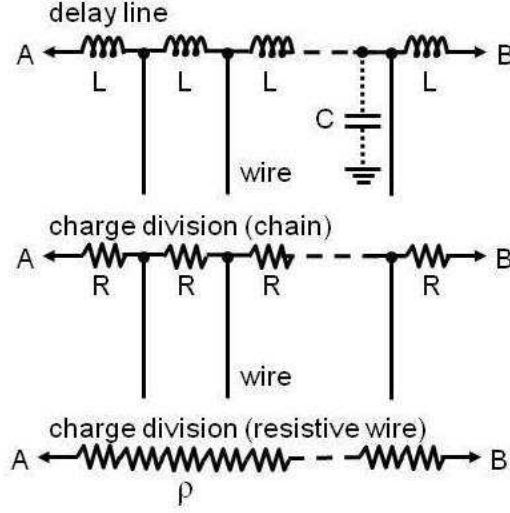 delay line
A B
L L L L
C
wire
charge division (chain)
A B
R R R R
wire
charge division (resistive wire)
A B
ρ